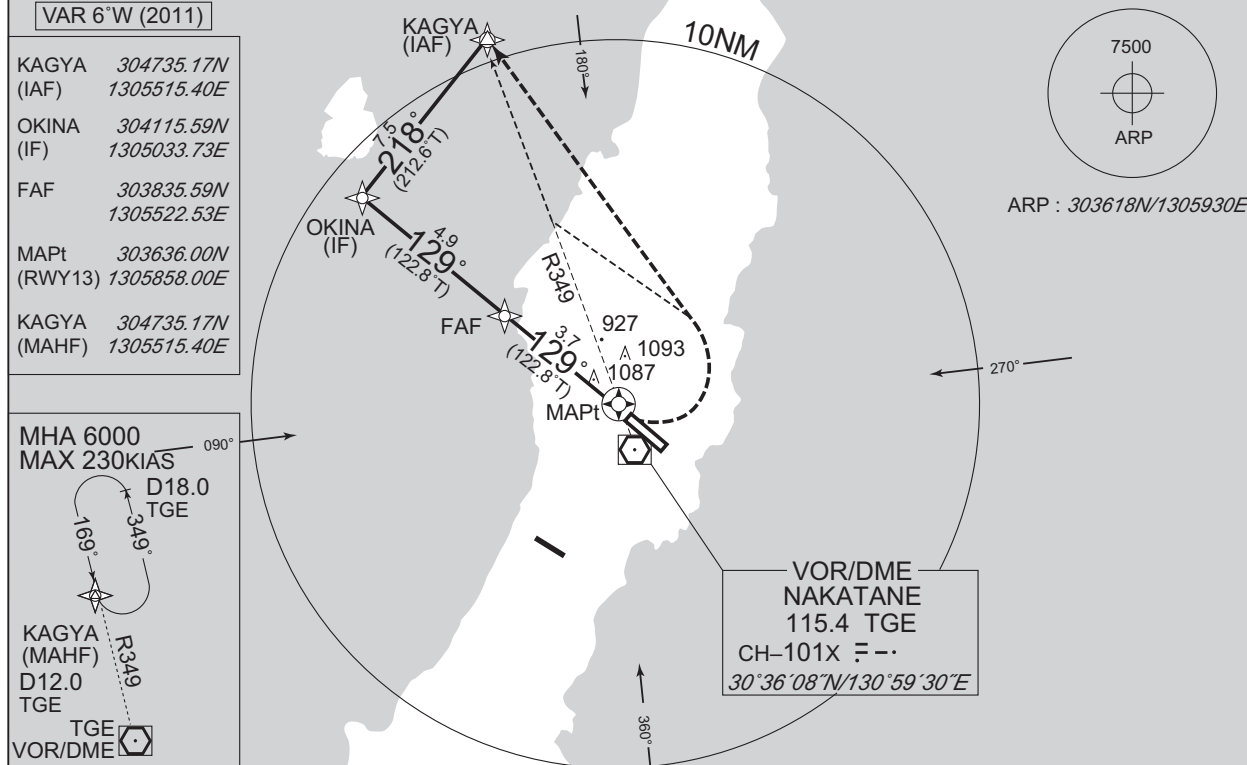 VAR 6°W (2011)
KAGYA 304735.17N
(IAF) 1305515.40E
OKINA 304115.59N
(IF) 1305033.73E
FAF 303835.59N
1305522.53E
MAPt 303636.00N
(RWY13) 1305858.00E
KAGYA 304735.17N
(MAHF) 1305515.40E
KAGYA
(IAF)
180°
10NM
7500
ARP
ARP : 303618N/1305930E
7.5
218°
(212.6°T)
OKINA
(IF)
4.9
129°
(122.8°T)
R349
FAF
3.7
129°
(122.8°T)
927
1093
1087
MAPt
270°
090°
360°
MHA 6000
MAX 230KIAS
D18.0
TGE
169°
349°
KAGYA
(MAHF)
D12.0
TGE
R349
TGE
VOR/DME
VOR/DME
NAKATANE
115.4 TGE
CH–101X
30°36′08″N/130°59′30″E